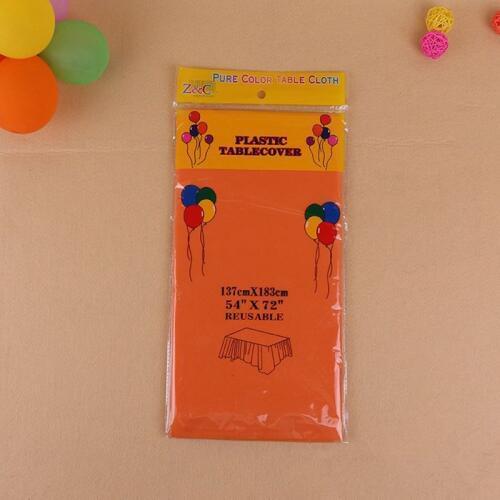 Z&C
PURE COLOR TABLE CLOTH
PLASTIC
TABLECOVER
137cmX183cm
54" X 72"
REUSABLE